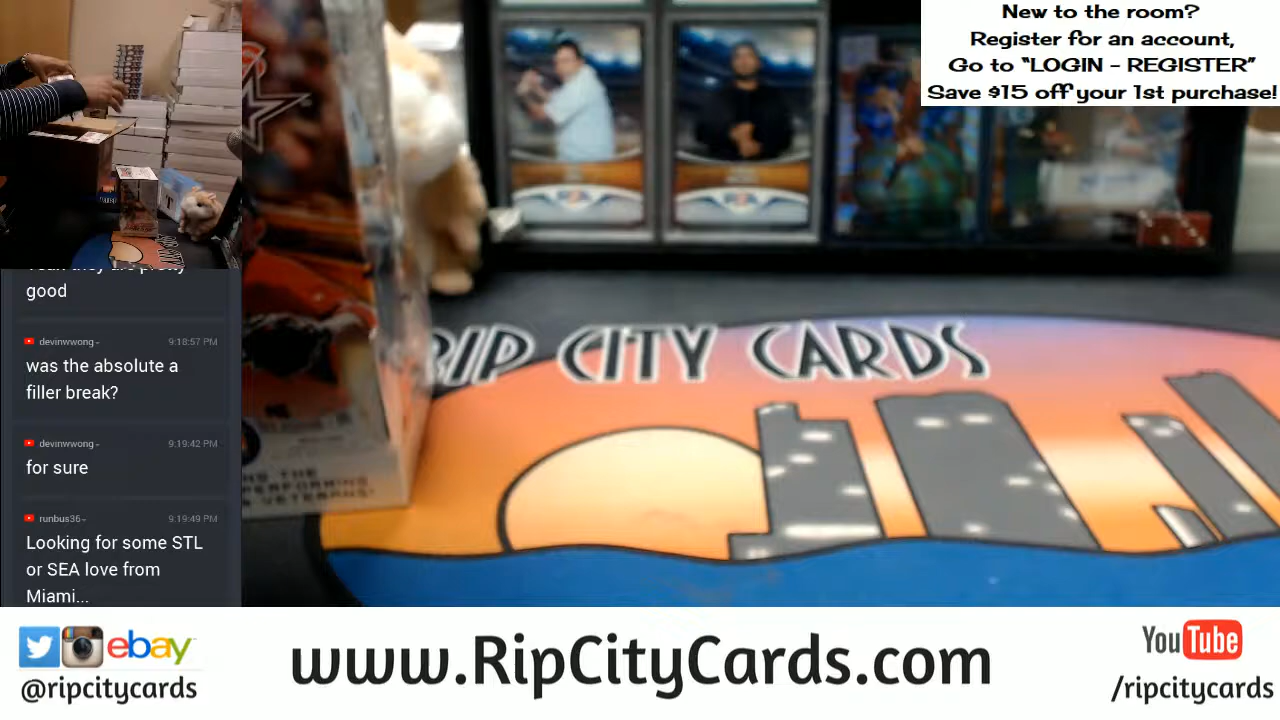 New to the room?
Register for an account,
Go to “LOGIN - REGISTER”
Save $15 off your 1st purchase!
good
devinwwong-
9:18:57 PM
was the absolute a
filler break?
devinwwong-
9:19:42 PM
for sure
runbus36-
9:19:49 PM
Looking for some STL
or SEA love from
Miami...
RIP CITY CARDS
ebay
@ripcitycards
www.RipCityCards.com
YouTube
/ripcitycards